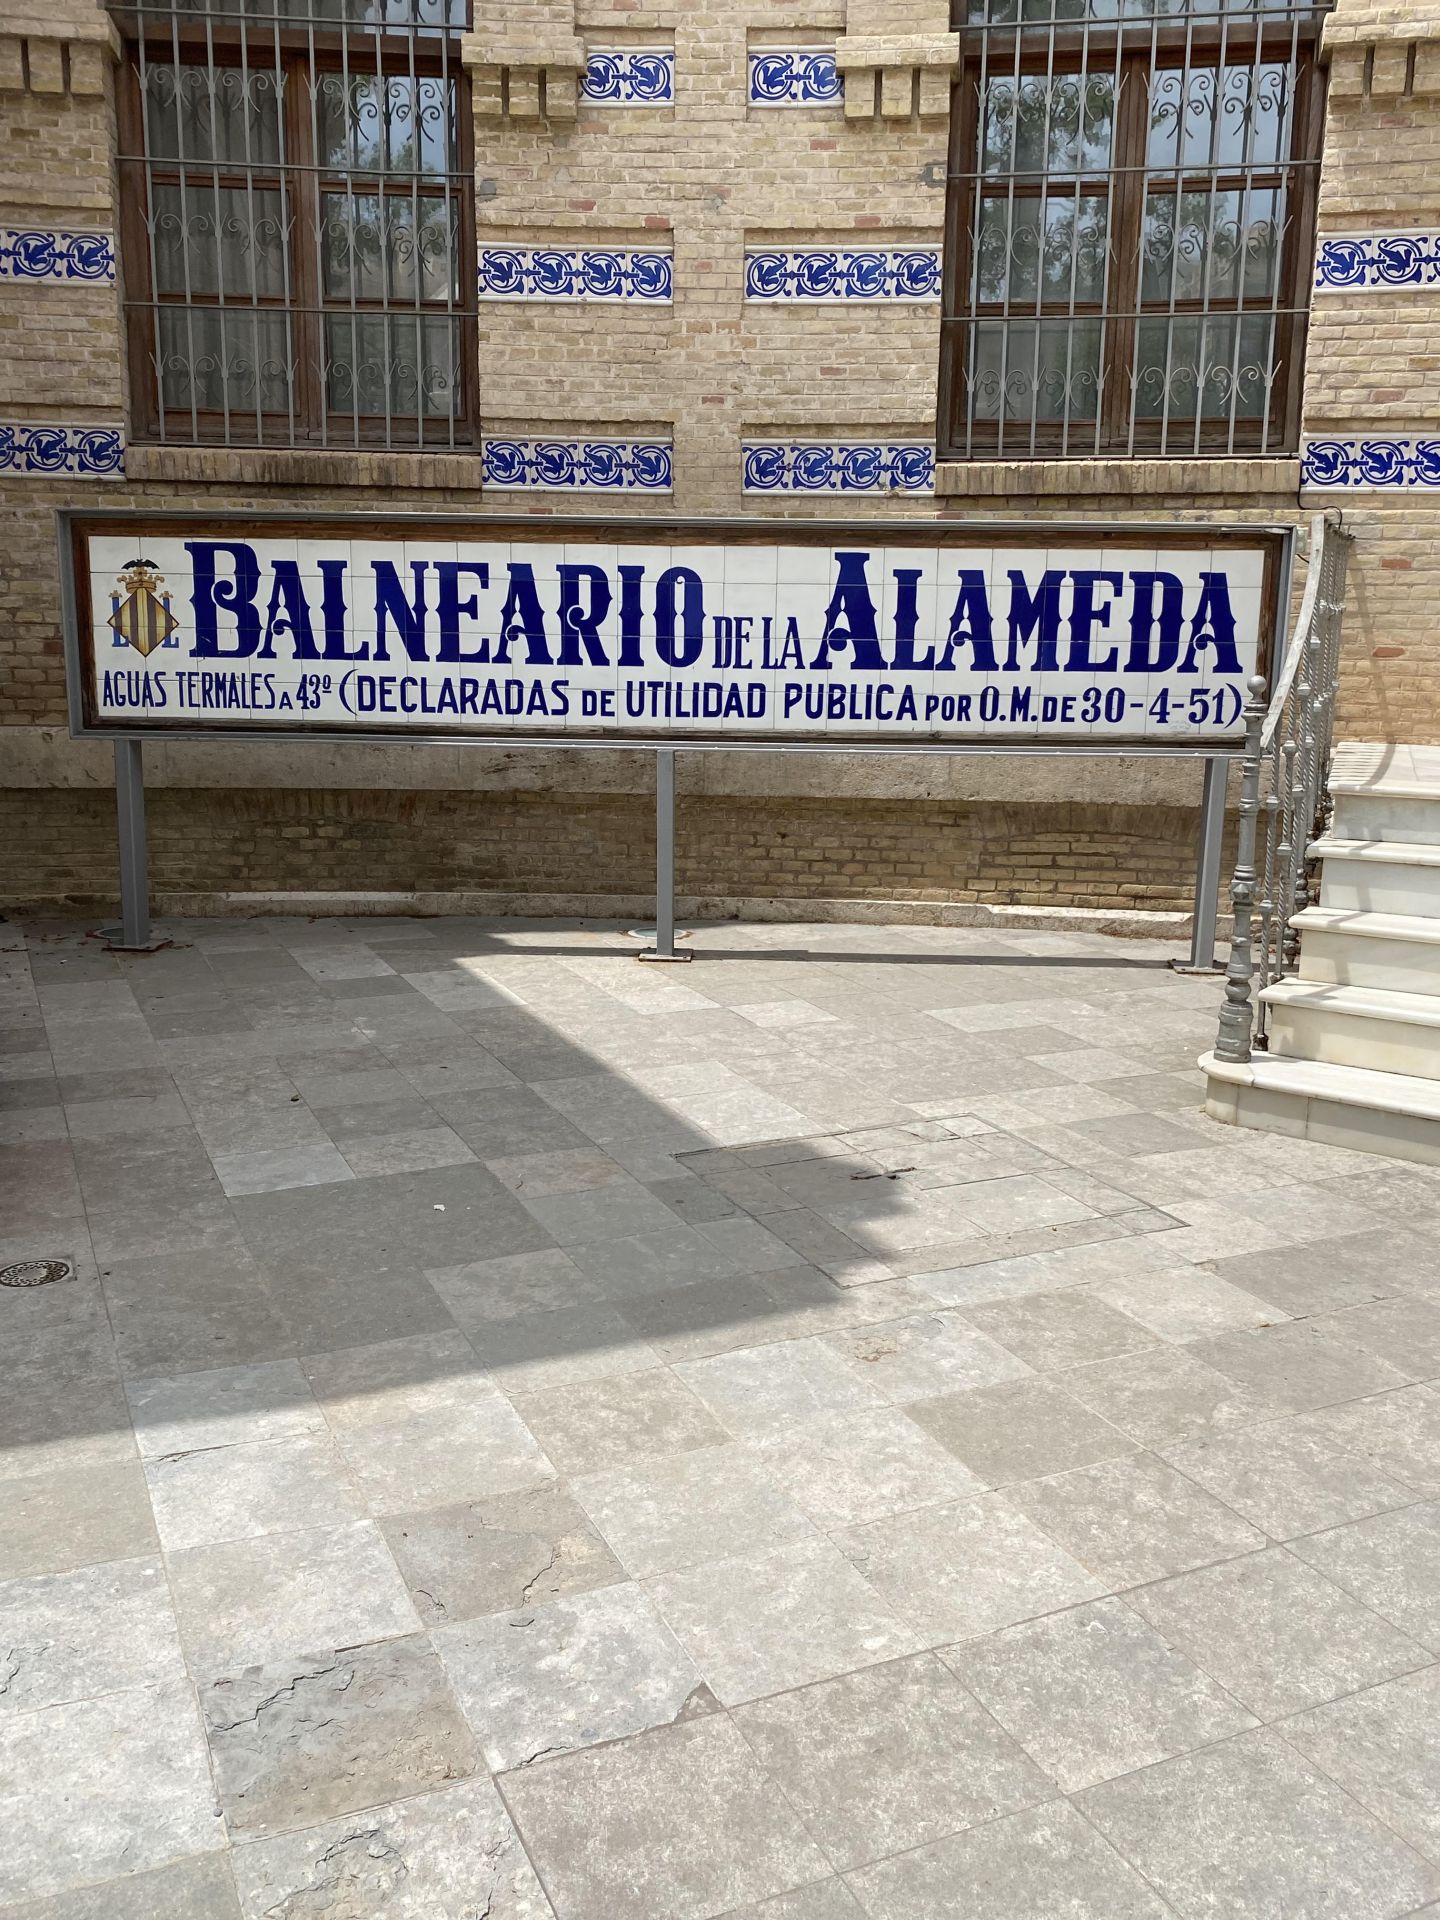 BALNEARIO DE LA ALAMEDA
AGUAS TERMALES A 43º (DECLARADAS DE UTILIDAD PUBLICA POR O.M. DE 30-4-51)